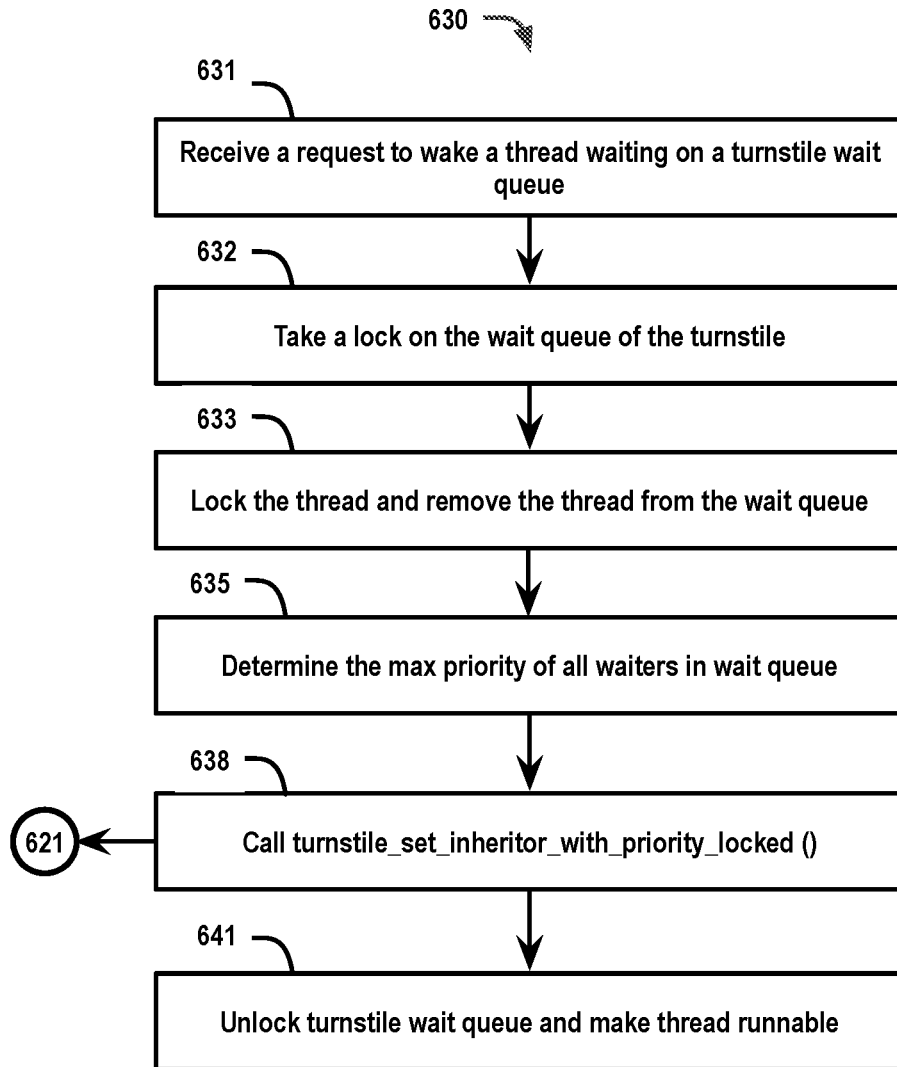 630
631
Receive a request to wake a thread waiting on a turnstile wait
queue
632
Take a lock on the wait queue of the turnstile
633
Lock the thread and remove the thread from the wait queue
635
Determine the max priority of all waiters in wait queue
638
621
Call turnstile_set_inheritor_with_priority_locked ()
641
Unlock turnstile wait queue and make thread runnable